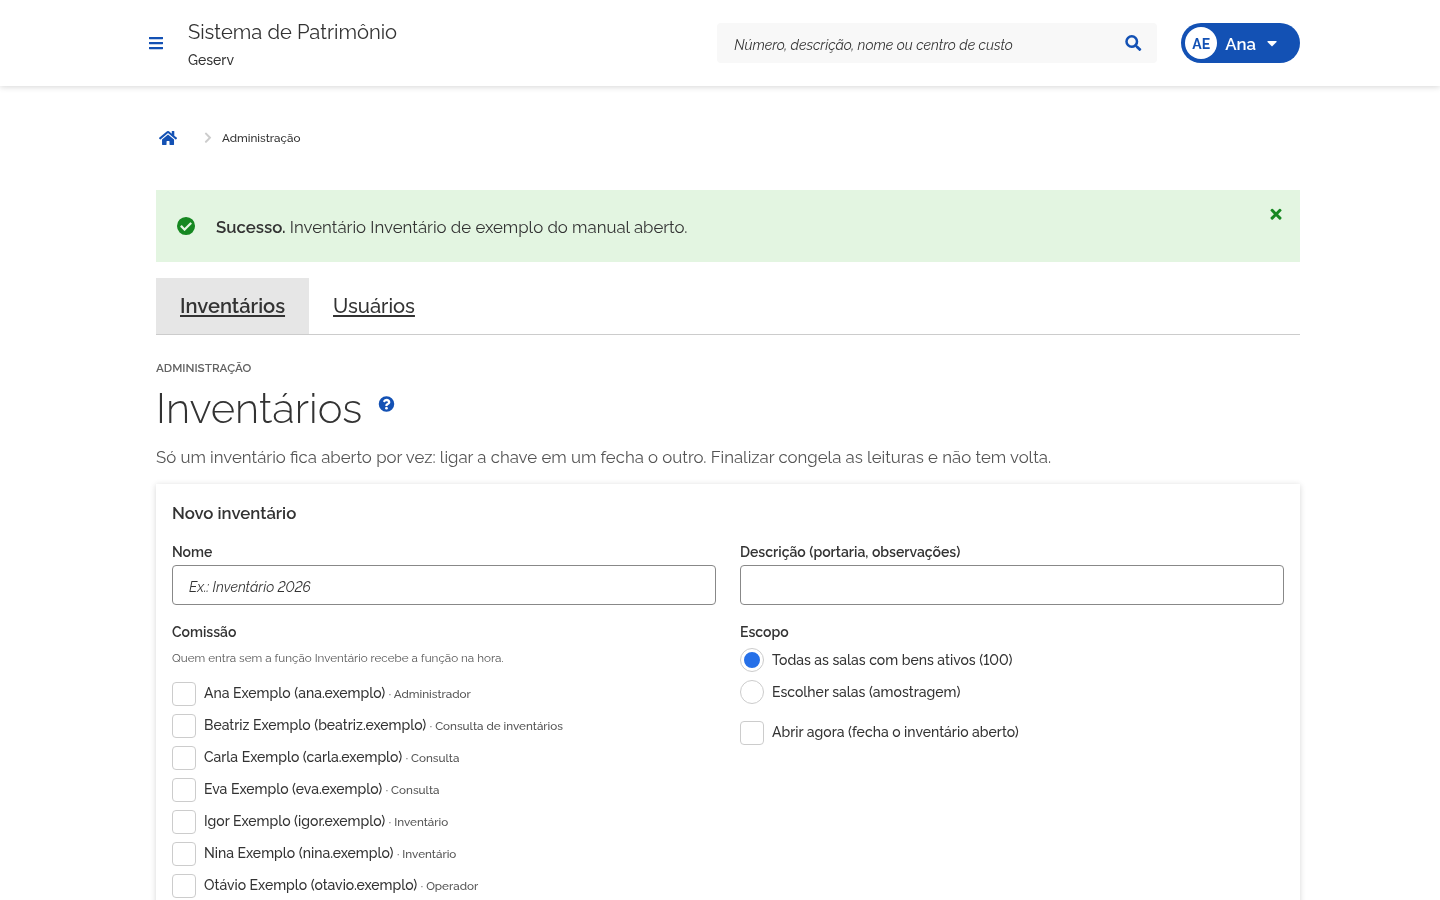 Sistema de Patrimônio
Geserv
Número, descrição, nome ou centro de custo
AE Ana
Administração
Sucesso. Inventário Inventário de exemplo do manual aberto.
Inventários Usuários
ADMINISTRAÇÃO
Inventários
Só um inventário fica aberto por vez: ligar a chave em um fecha o outro. Finalizar congela as leituras e não tem volta.
Novo inventário
Nome
Ex.: Inventário 2026
Descrição (portaria, observações)
Comissão
Quem entra sem a função Inventário recebe a função na hora.
Ana Exemplo (ana.exemplo) · Administrador
Beatriz Exemplo (beatriz.exemplo) · Consulta de inventários
Carla Exemplo (carla.exemplo) · Consulta
Eva Exemplo (eva.exemplo) · Consulta
Igor Exemplo (igor.exemplo) · Inventário
Nina Exemplo (nina.exemplo) · Inventário
Otávio Exemplo (otavio.exemplo) · Operador
Escopo
Todas as salas com bens ativos (100)
Escolher salas (amostragem)
Abrir agora (fecha o inventário aberto)